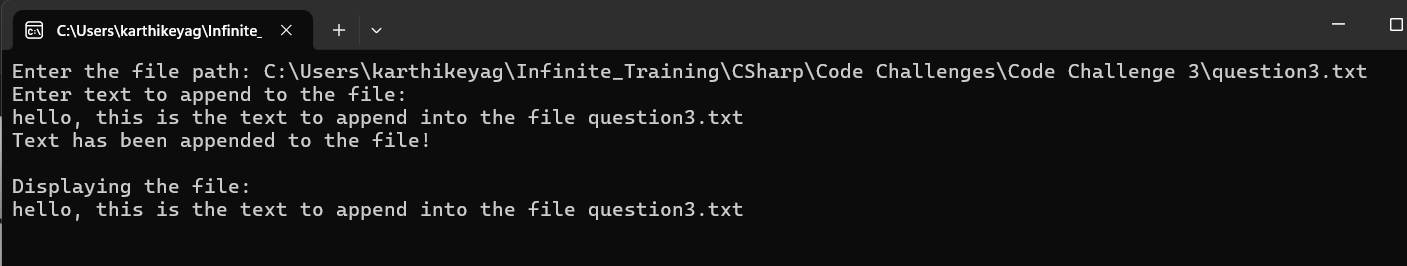 C:\Users\karthikeyag\Infinite_
Enter the file path: C:\Users\karthikeyag\Infinite_Training\CSharp\Code Challenges\Code Challenge 3\question3.txt
Enter text to append to the file:
hello, this is the text to append into the file question3.txt
Text has been appended to the file!
Displaying the file:
hello, this is the text to append into the file question3.txt